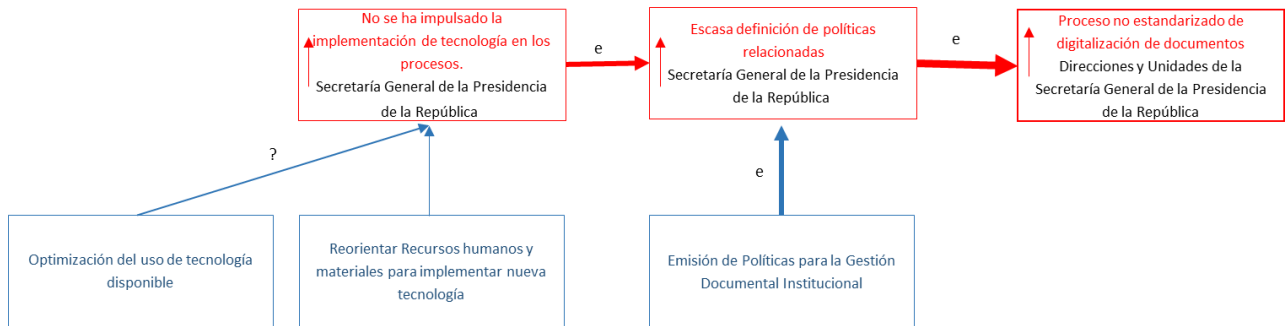 No se ha impulsado la
implementación de tecnología en los
procesos.
Secretaría General de la Presidencia
de la República
e
Escasa definición de políticas
relacionadas
Secretaría General de la Presidencia
de la República
e
Proceso no estandarizado de
digitalización de documentos
Direcciones y Unidades de la
Secretaría General de la Presidencia
de la República
?
e
Optimización del uso de tecnología
disponible
Reorientar Recursos humanos y
materiales para implementar nueva
tecnología
Emisión de Políticas para la Gestión
Documental Institucional